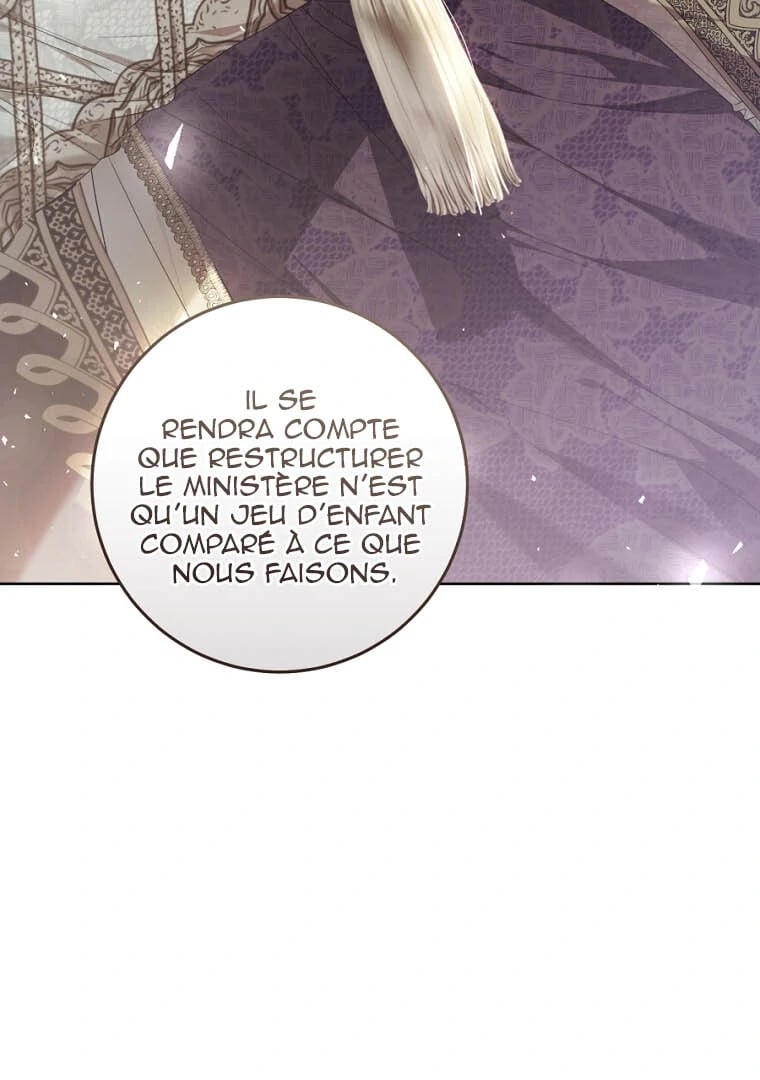 IL SE
RENDRA COMPTE
QUE RESTRUCTURER
LE MINISTÈRE N'EST
QU'UN JEU D'ENFANT
COMPARÉ À CE QUE
NOUS FAISONS.